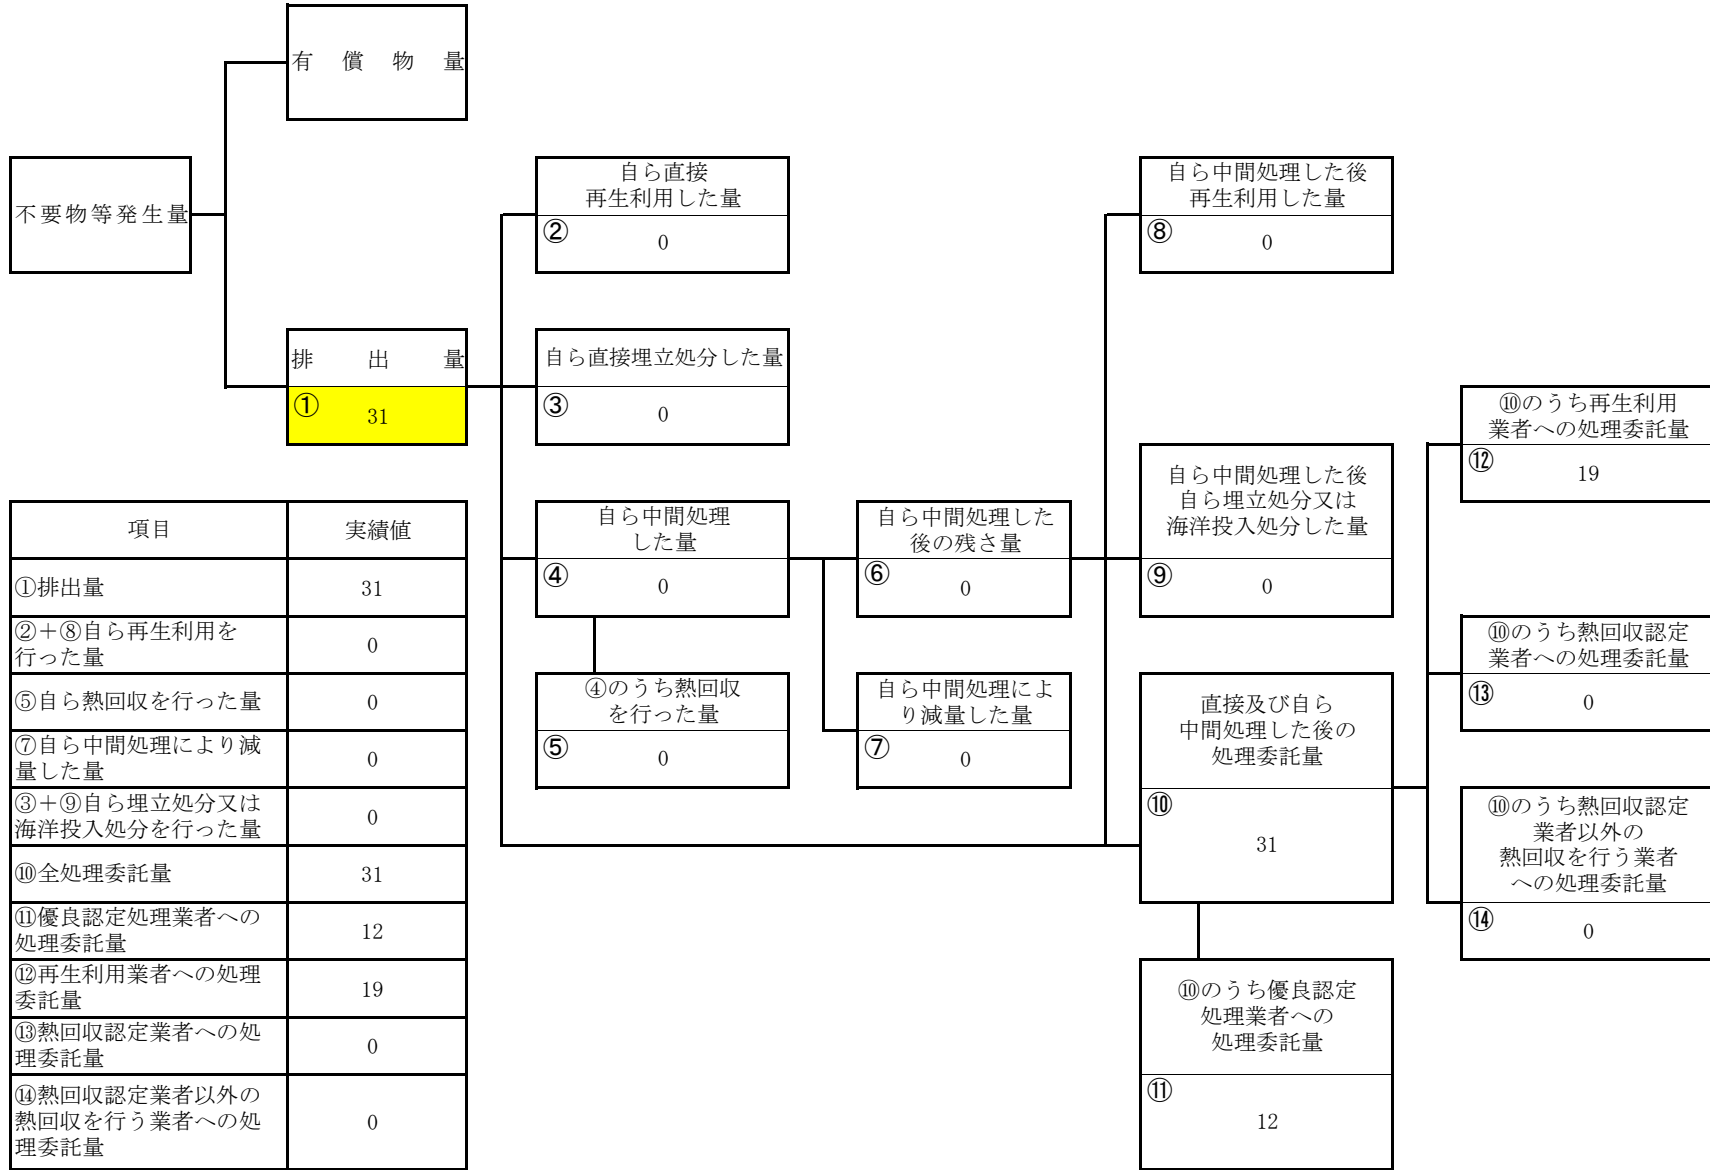 有償物量
不要物等発生量
自ら直接
再生利用した量
②
0
自ら中間処理した後
再生利用した量
⑧
0
排出量
①
31
自ら直接埋立処分した量
③
0
自ら中間処理
した量
④
0
自ら中間処理した
後の残さ量
⑥
0
自ら中間処理した後
自ら埋立処分又は
海洋投入処分した量
⑨
0
⑩のうち再生利用
業者への処理委託量
⑫
19
④のうち熱回収
を行った量
⑤
0
自ら中間処理によ
り減量した量
⑦
0
直接及び自ら
中間処理した後の
処理委託量
⑩
31
⑩のうち熱回収認定
業者への処理委託量
⑬
0
⑩のうち熱回収認定
業者以外の
熱回収を行う業者
への処理委託量
⑭
0
⑩のうち優良認定
処理業者への
処理委託量
⑪
12
項目 実績値
①排出量 31
②＋⑧自ら再生利用を
行った量 0
⑤自ら熱回収を行った量 0
⑦自ら中間処理により減
量した量 0
③＋⑨自ら埋立処分又は
海洋投入処分を行った量 0
⑩全処理委託量 31
⑪優良認定処理業者への
処理委託量 12
⑫再生利用業者への処理
委託量 19
⑬熱回収認定業者への処
理委託量 0
⑭熱回収認定業者以外の
熱回収を行う業者への処
理委託量 0